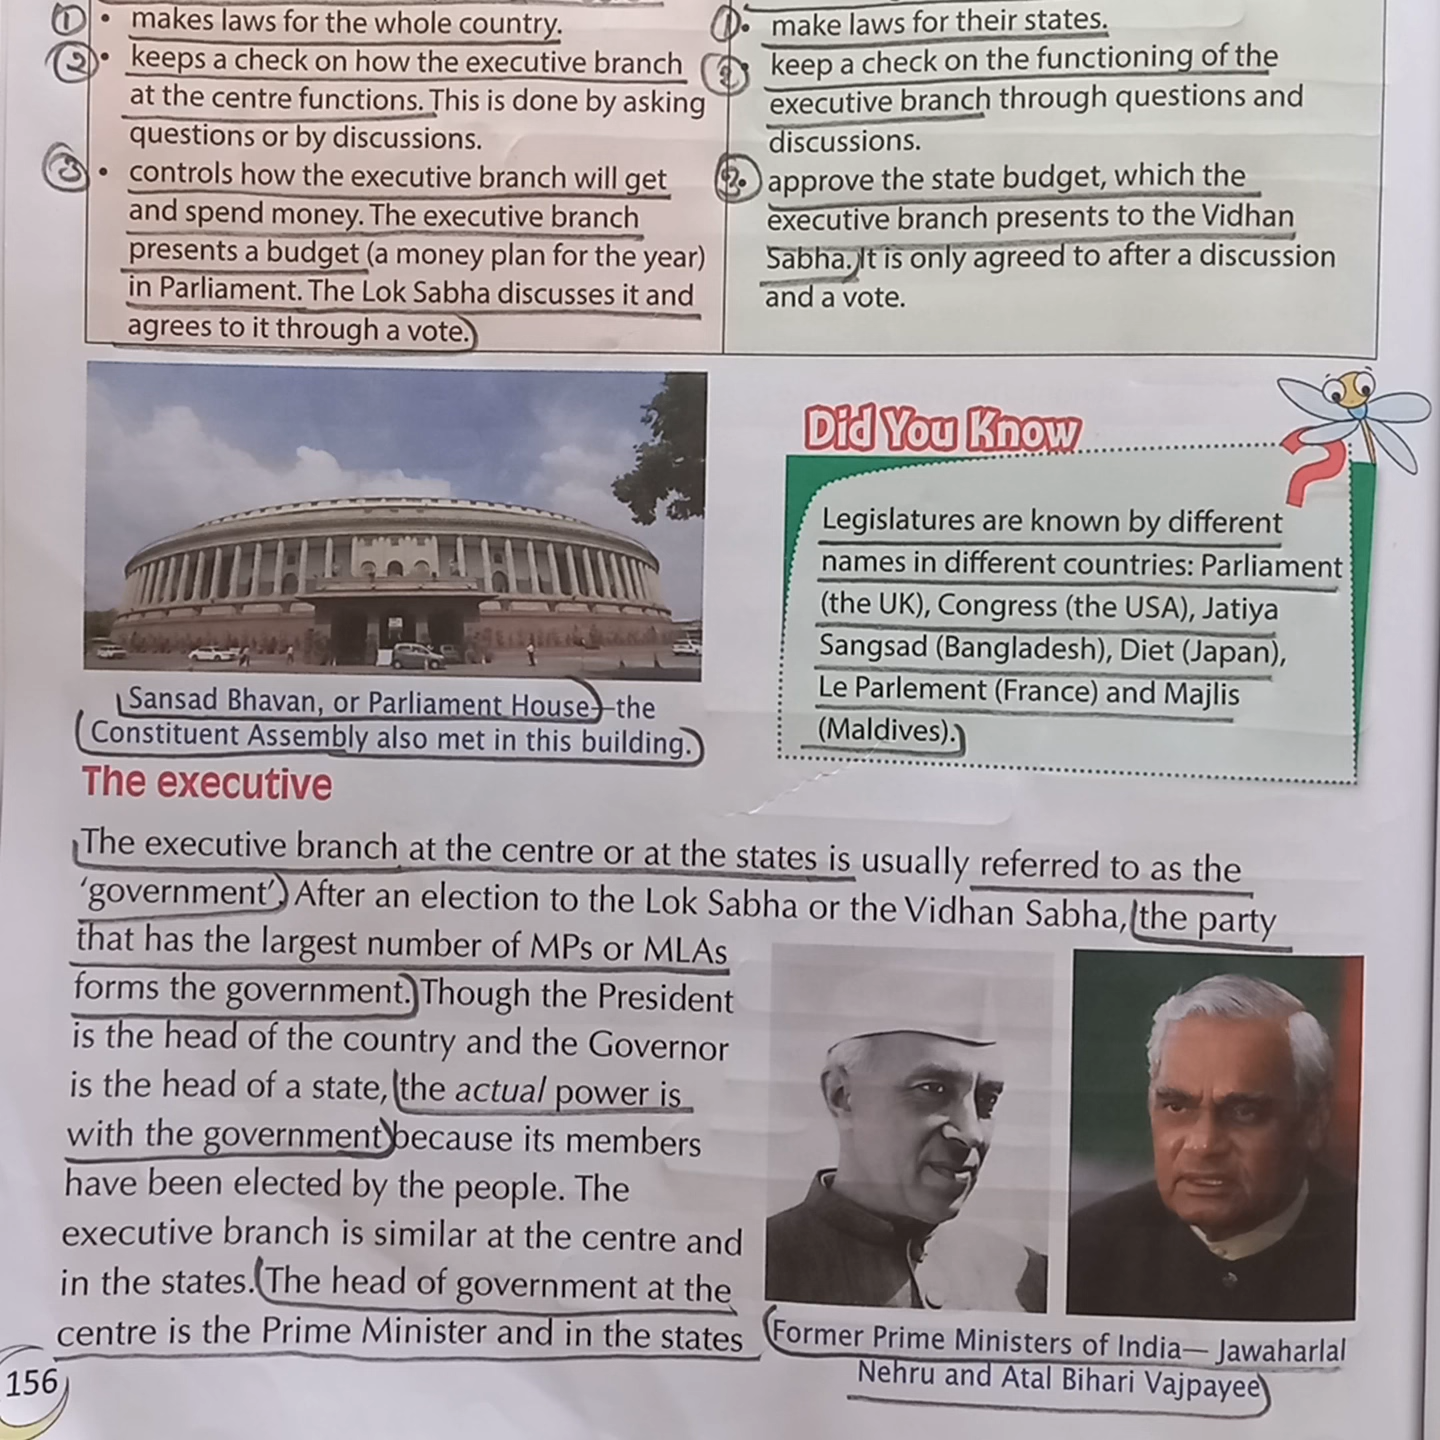 ① • makes laws for the whole country.
② • keeps a check on how the executive branch
at the centre functions. This is done by asking
questions or by discussions.
③ • controls how the executive branch will get
and spend money. The executive branch
presents a budget (a money plan for the year)
in Parliament. The Lok Sabha discusses it and
agrees to it through a vote.
① • make laws for their states.
② • keep a check on the functioning of the
executive branch through questions and
discussions.
• approve the state budget, which the
executive branch presents to the Vidhan
Sabha. It is only agreed to after a discussion
and a vote.
Sansad Bhavan, or Parliament House—the
Constituent Assembly also met in this building.
Did You Know
?
Legislatures are known by different
names in different countries: Parliament
(the UK), Congress (the USA), Jatiya
Sangsad (Bangladesh), Diet (Japan),
Le Parlement (France) and Majlis
(Maldives).
The executive
The executive branch at the centre or at the states is usually referred to as the
‘government’. After an election to the Lok Sabha or the Vidhan Sabha, the party
that has the largest number of MPs or MLAs
forms the government. Though the President
is the head of the country and the Governor
is the head of a state, the actual power is
with the government because its members
have been elected by the people. The
executive branch is similar at the centre and
in the states. The head of government at the
centre is the Prime Minister and in the states
Former Prime Ministers of India— Jawaharlal
Nehru and Atal Bihari Vajpayee
156